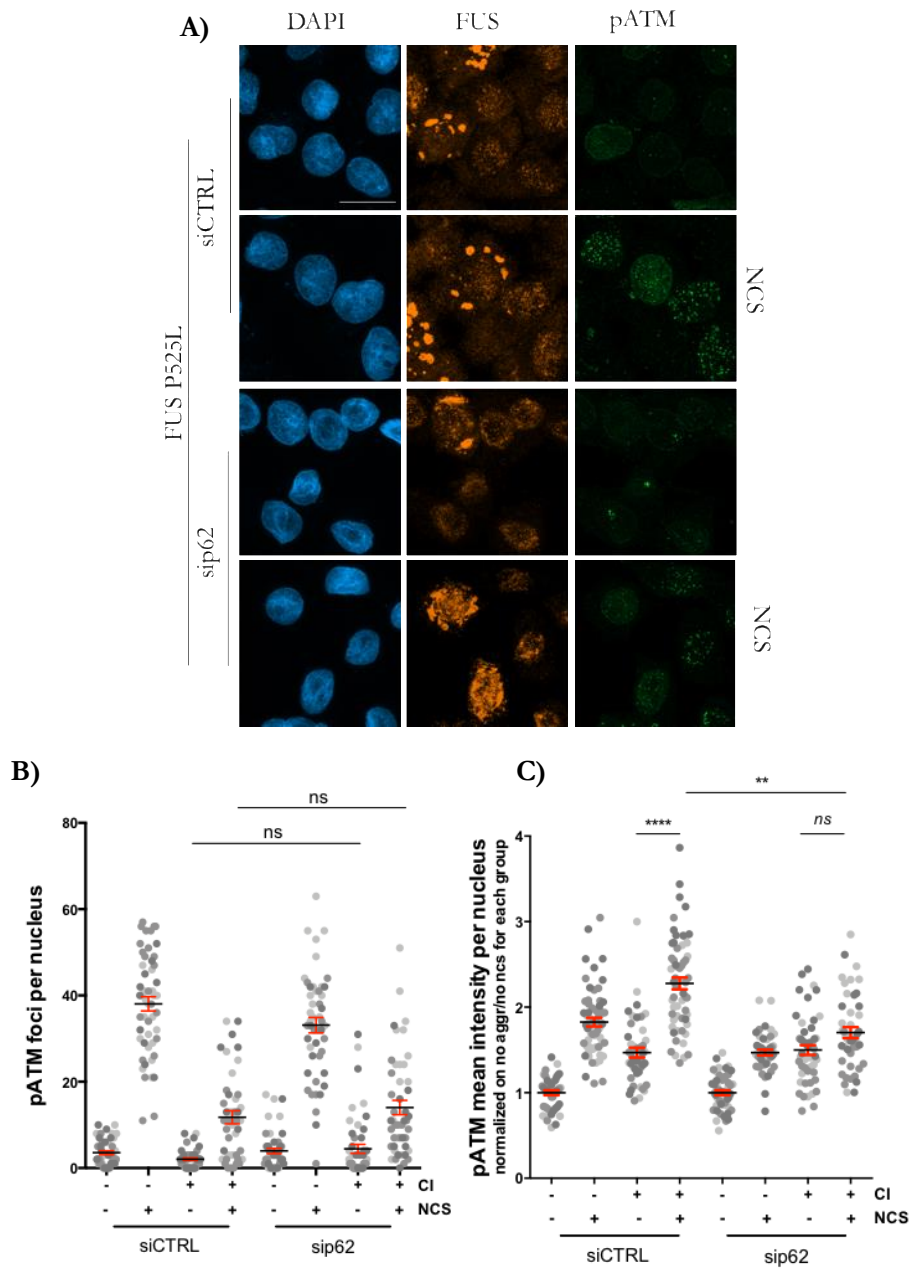 A)
DAPI FUS pATM
FUS P525L
siCTRL
NCS
sip62
NCS
B)
ns
ns
pATM foci per nucleus
80
60
40
20
0
- - + + - - + + CI
- + - + - + - + NCS
siCTRL sip62
C)
**
**** ns
pATM mean intensity per nucleus
normalized on no aggr/no ncs for each group
4
3
2
1
0
- - + + - - + + CI
- + - + - + - + NCS
siCTRL sip62